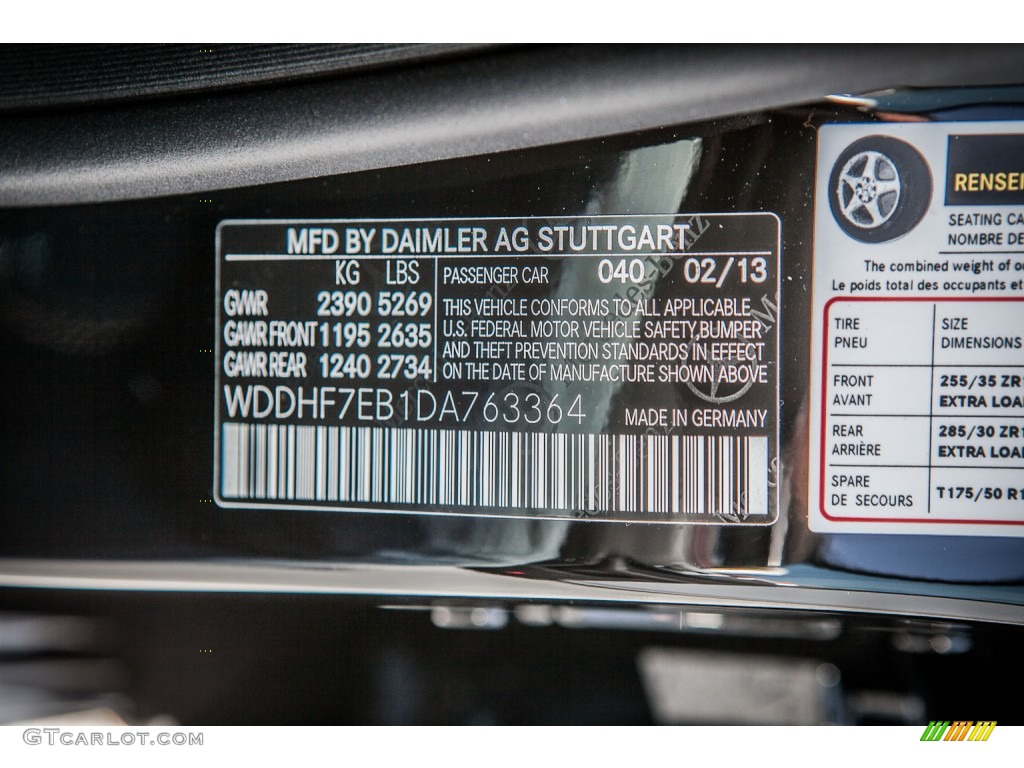 MFD BY DAIMLER AG STUTTGART
KG LBS
GVWR 2390 5269
GAWR FRONT 1195 2635
GAWR REAR 1240 2734
PASSENGER CAR 040 02/13
THIS VEHICLE CONFORMS TO ALL APPLICABLE
U.S. FEDERAL MOTOR VEHICLE SAFETY, BUMPER
AND THEFT PREVENTION STANDARDS IN EFFECT
ON THE DATE OF MANUFACTURE SHOWN ABOVE
WDDHF7EB1DA763364 MADE IN GERMANY
RENSEI
SEATING CA
NOMBRE DE
The combined weight of o
Le poids total des occupants et
TIRE SIZE
PNEU DIMENSIONS
FRONT 255/35 ZR1
AVANT EXTRA LOA
REAR 285/30 ZR1
ARRIÈRE EXTRA LOA
SPARE T175/50 R1
DE SECOURS
GTCARLOT.COM